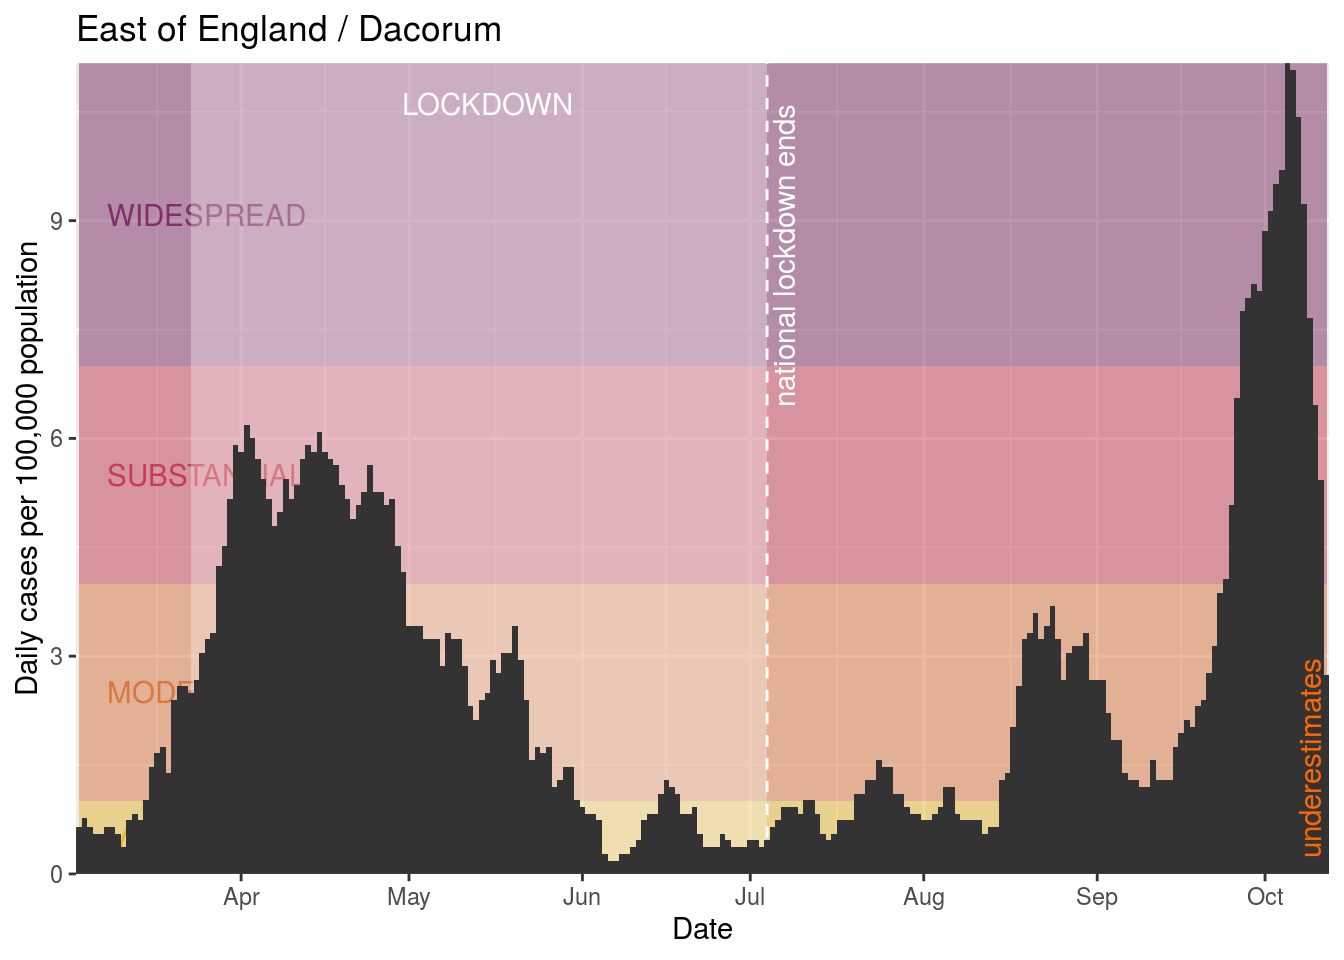 East of England / Dacorum
LOCKDOWN
WIDESPREAD
national lockdown ends
SUBSTANTIAL
underestimates
Daily cases per 100,000 population
9
6
3
0
Apr
May
Jun
Jul
Aug
Sep
Oct
Date